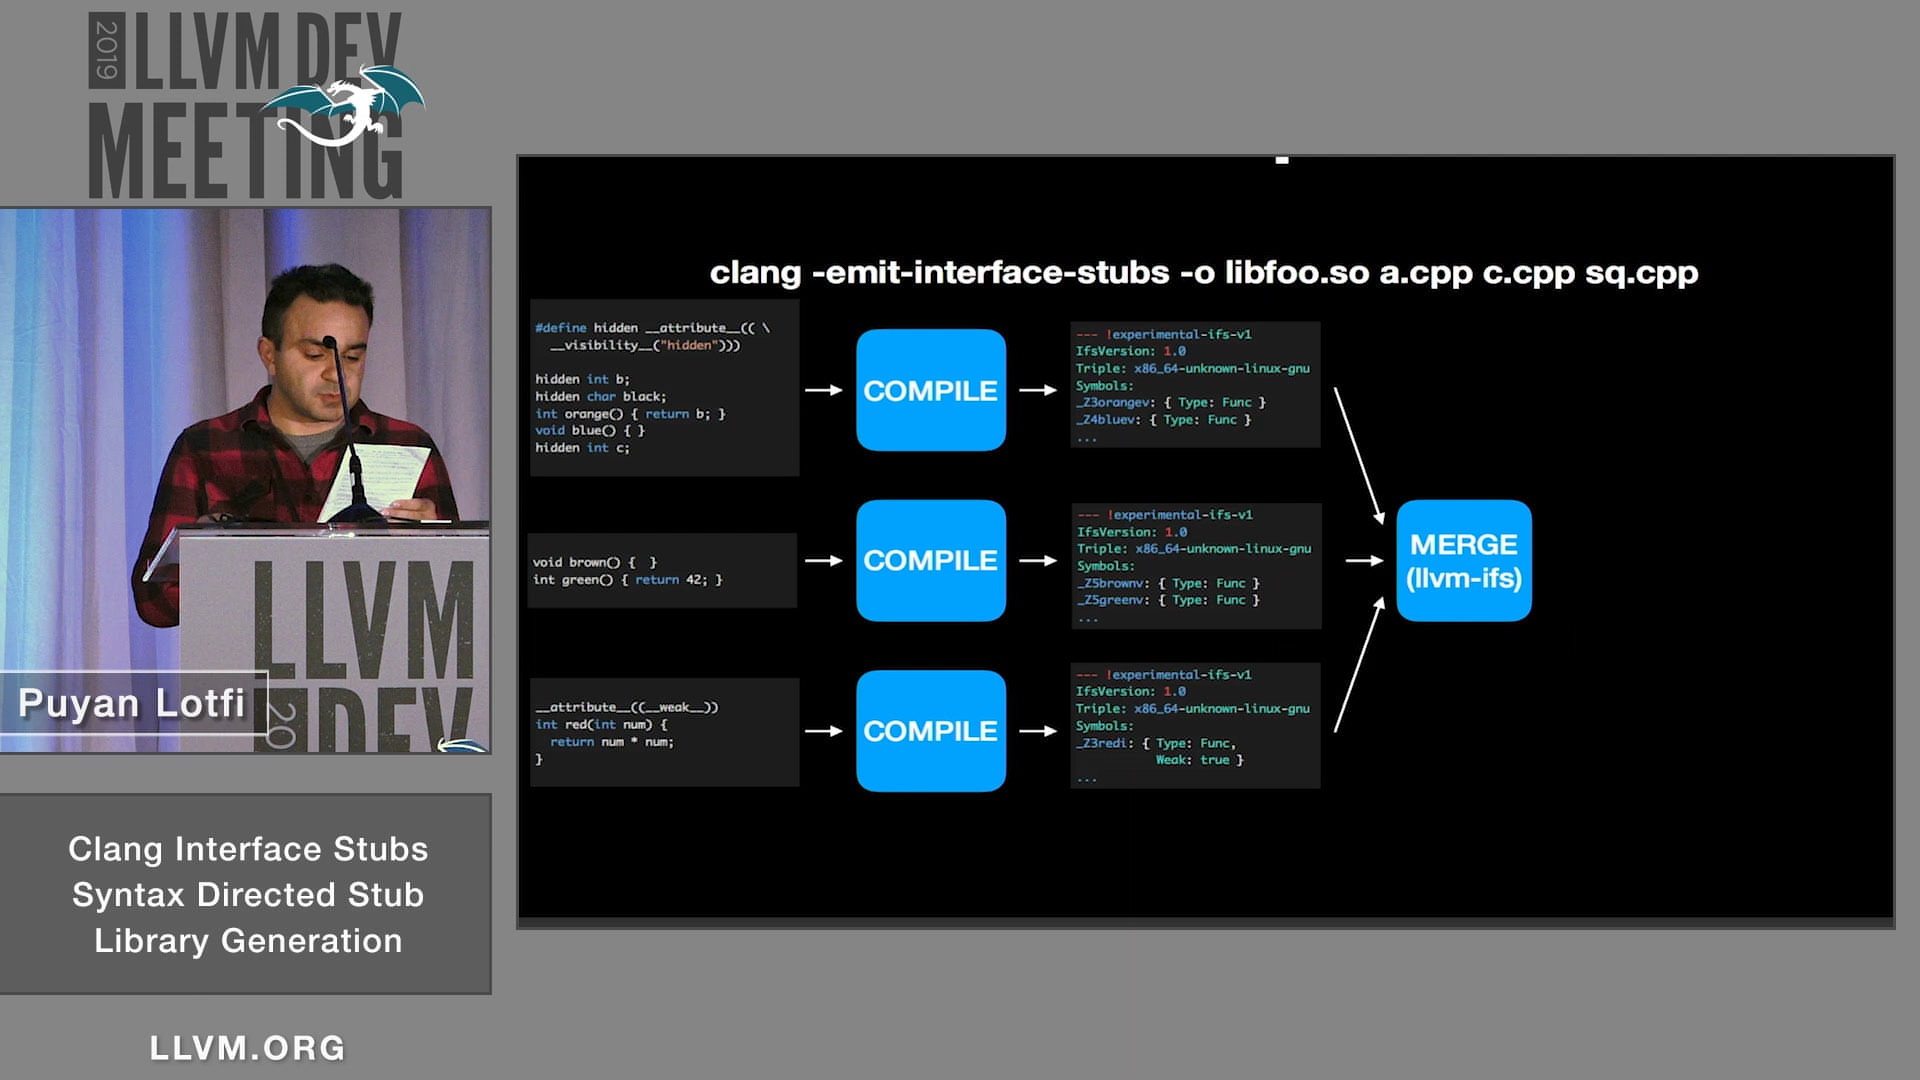 2019
LLVM DEV
MEETING
clang -emit-interface-stubs -o libfoo.so a.cpp c.cpp sq.cpp
#define hidden __attribute__(( \
__visibility__("hidden")))
hidden int b;
hidden char black;
int orange() { return b; }
void blue() { }
hidden int c;
COMPILE
--- !experimental-ifs-v1
IfsVersion: 1.0
Triple: x86_64-unknown-linux-gnu
Symbols:
_Z3orangev: { Type: Func }
_Z4bluev: { Type: Func }
...
void brown() { }
int green() { return 42; }
COMPILE
--- !experimental-ifs-v1
IfsVersion: 1.0
Triple: x86_64-unknown-linux-gnu
Symbols:
_Z5brownv: { Type: Func }
_Z5greenv: { Type: Func }
...
MERGE
(llvm-ifs)
__attribute__((__weak__))
int red(int num) {
return num * num;
}
COMPILE
--- !experimental-ifs-v1
IfsVersion: 1.0
Triple: x86_64-unknown-linux-gnu
Symbols:
_Z3redi: { Type: Func,
Weak: true }
...
LLVM
20
DEV
Puyan Lotfi
Clang Interface Stubs
Syntax Directed Stub
Library Generation
LLVM.ORG